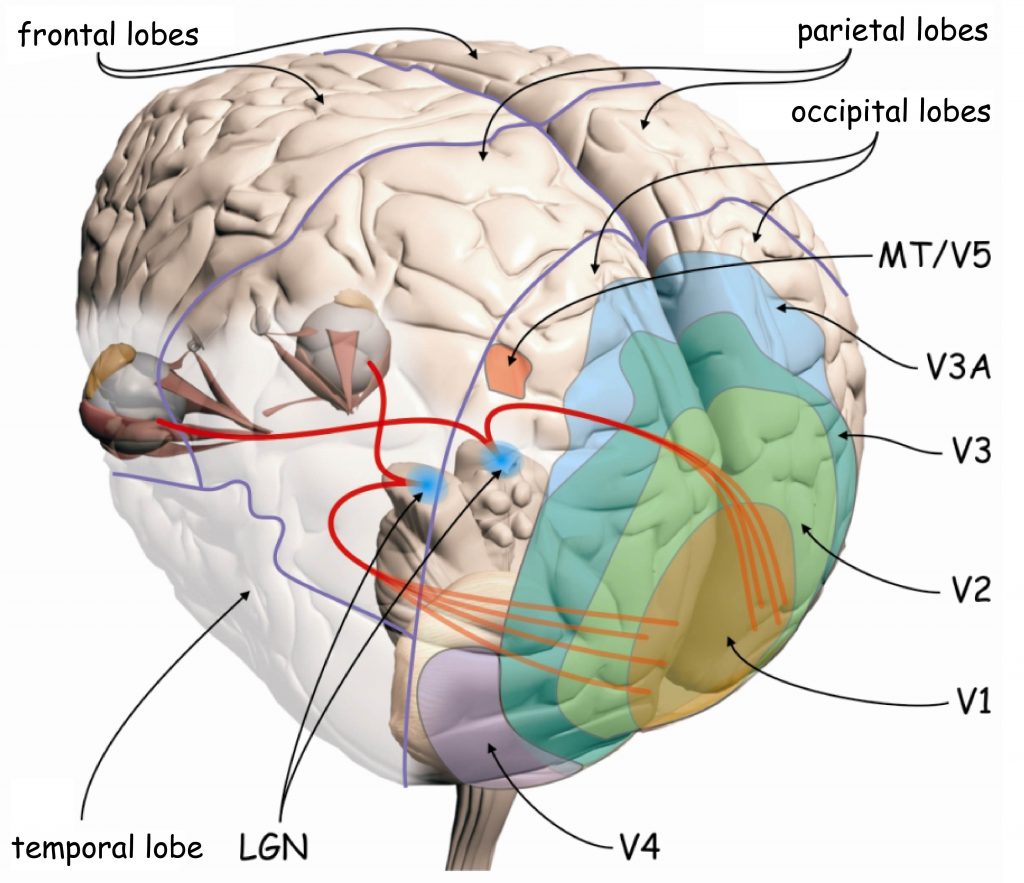 frontal lobes
parietal lobes
occipital lobes
MT/V5
V3A
V3
V2
V1
temporal lobe
LGN
V4